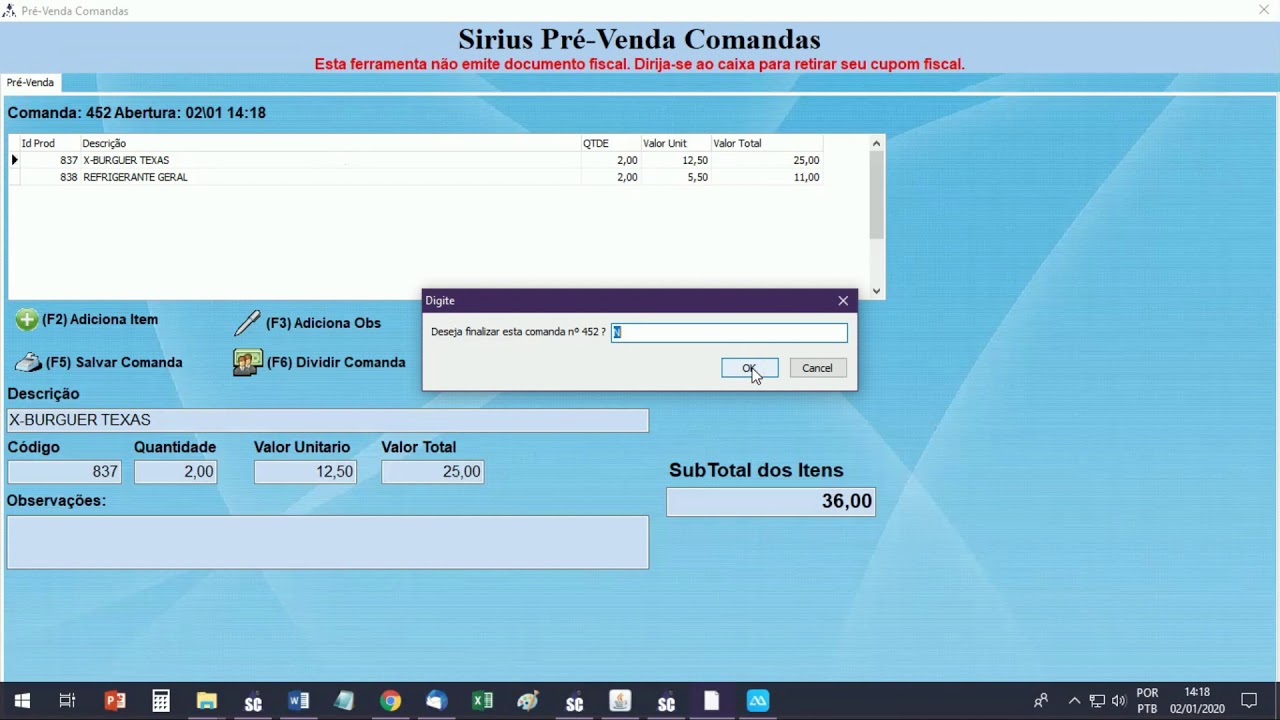 Pré-Venda Comandas
Sirius Pré-Venda Comandas
Esta ferramenta não emite documento fiscal. Dirija-se ao caixa para retirar seu cupom fiscal.
Pré-Venda
Comanda: 452 Abertura: 02\01 14:18
Id Prod Descrição QTDE Valor Unit Valor Total
837 X-BURGUER TEXAS 2,00 12,50 25,00
838 REFRIGERANTE GERAL 2,00 5,50 11,00
Digite
Deseja finalizar esta comanda nº 452 ? N
OK Cancel
(F2) Adiciona Item (F3) Adiciona Obs
(F5) Salvar Comanda (F6) Dividir Comanda
Descrição
X-BURGUER TEXAS
Código Quantidade Valor Unitario Valor Total
837 2,00 12,50 25,00
SubTotal dos Itens
36,00
Observações:
POR 14:18
PTB 02/01/2020